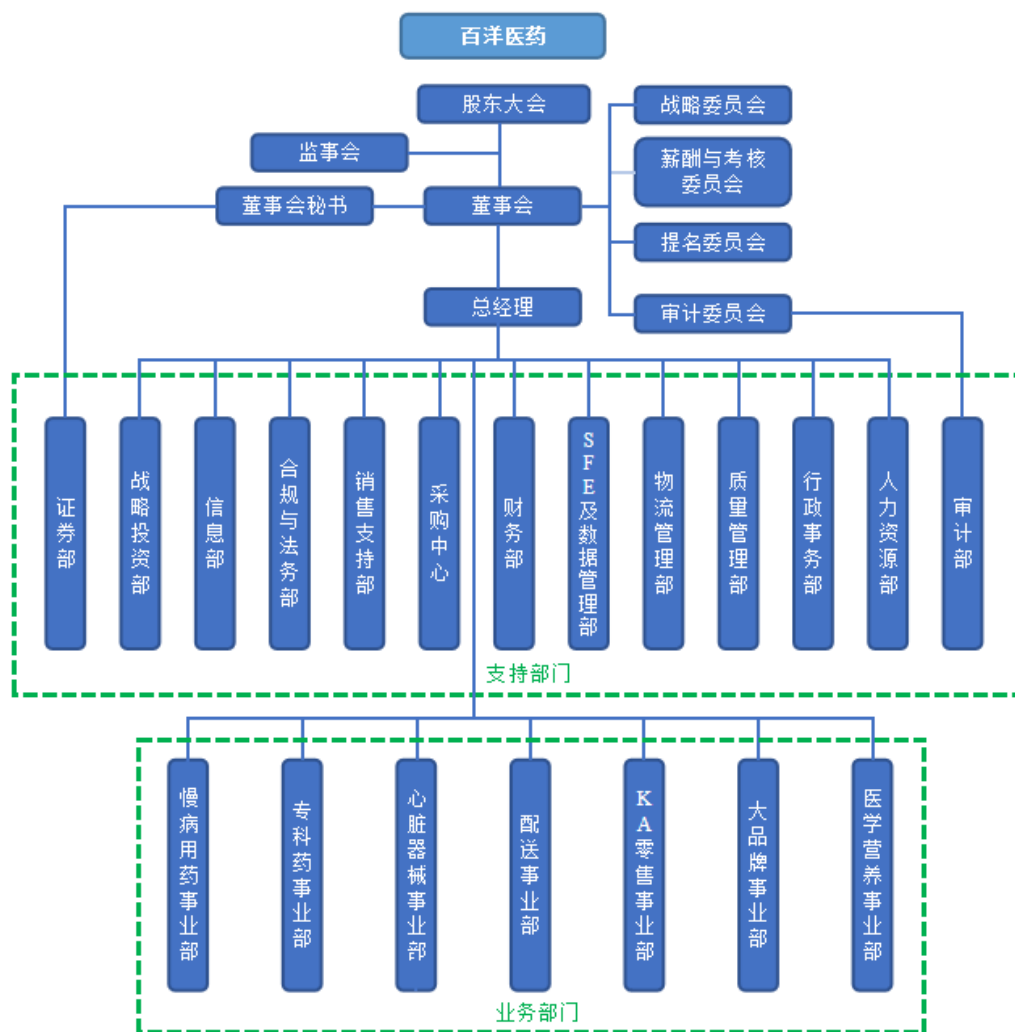 百洋医药
股东大会
战略委员会
监事会
薪酬与考核
委员会
董事会秘书
董事会
提名委员会
总经理
审计委员会
证券部
战略投资部
信息部
合规与法务部
销售支持部
采购中心
财务部
SFE及数据管理部
物流管理部
质量管理部
行政事务部
人力资源部
审计部
支持部门
慢病用药事业部
专科药事业部
心脏器械事业部
配送事业部
KA零售事业部
大品牌事业部
医学营养事业部
业务部门